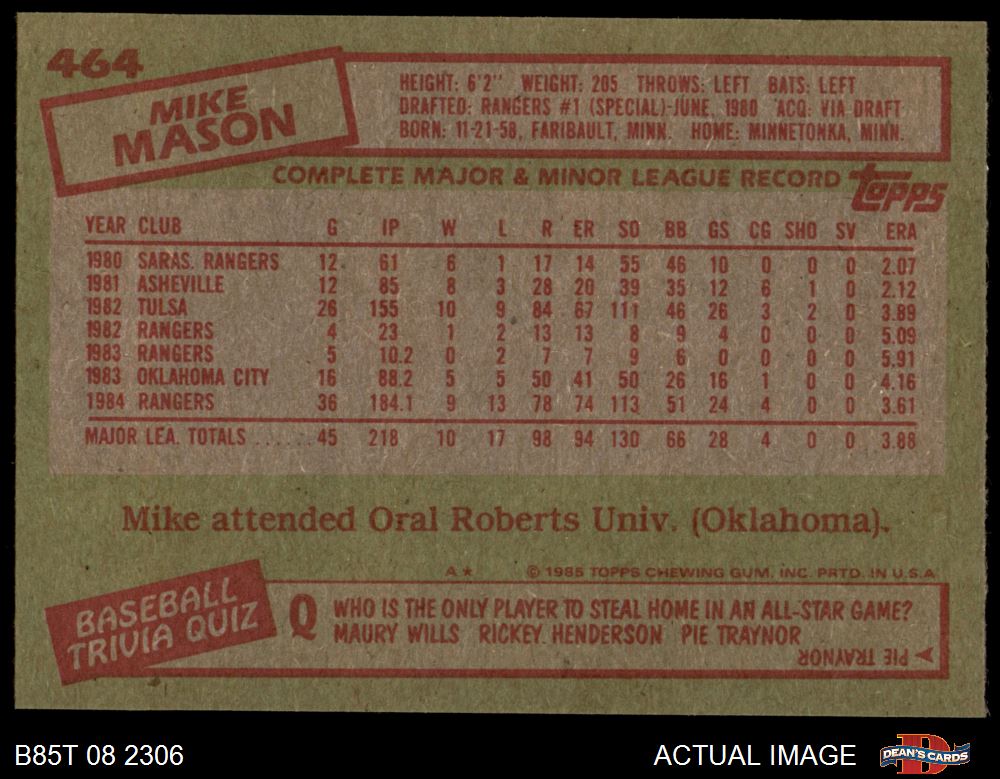 464
MIKE
MASON
HEIGHT: 6'2" WEIGHT: 205 THROWS: LEFT BATS: LEFT
DRAFTED: RANGERS #1 (SPECIAL)-JUNE, 1980 ACQ: VIA DRAFT
BORN: 11-21-58, FARIBAULT, MINN. HOME: MINNETONKA, MINN.
COMPLETE MAJOR & MINOR LEAGUE RECORD topps
YEAR CLUB G IP W L R ER SO BB GS CG SHO SV ERA
1980 SARAS. RANGERS 12 61 6 1 17 14 55 46 10 0 0 0 2.07
1981 ASHEVILLE 12 85 8 3 28 20 39 35 12 6 1 0 2.12
1982 TULSA 26 155 10 9 84 67 111 46 26 3 2 0 3.89
1982 RANGERS 4 23 1 2 13 13 8 9 4 0 0 0 5.09
1983 RANGERS 5 10.2 0 2 7 7 9 6 0 0 0 0 5.91
1983 OKLAHOMA CITY 16 88.2 5 5 50 41 50 26 16 1 0 0 4.16
1984 RANGERS 36 184.1 9 13 78 74 113 51 24 4 0 0 3.61
MAJOR LEA. TOTALS ...... 45 218 10 17 98 94 130 66 28 4 0 0 3.88
Mike attended Oral Roberts Univ. (Oklahoma).
A* © 1985 TOPPS CHEWING GUM, INC. PRTD. IN U.S.A.
BASEBALL
TRIVIA QUIZ
Q WHO IS THE ONLY PLAYER TO STEAL HOME IN AN ALL-STAR GAME?
MAURY WILLS RICKEY HENDERSON PIE TRAYNOR
PIE TRAYNOR
B85T 08 2306 ACTUAL IMAGE DEAN'S CARDS